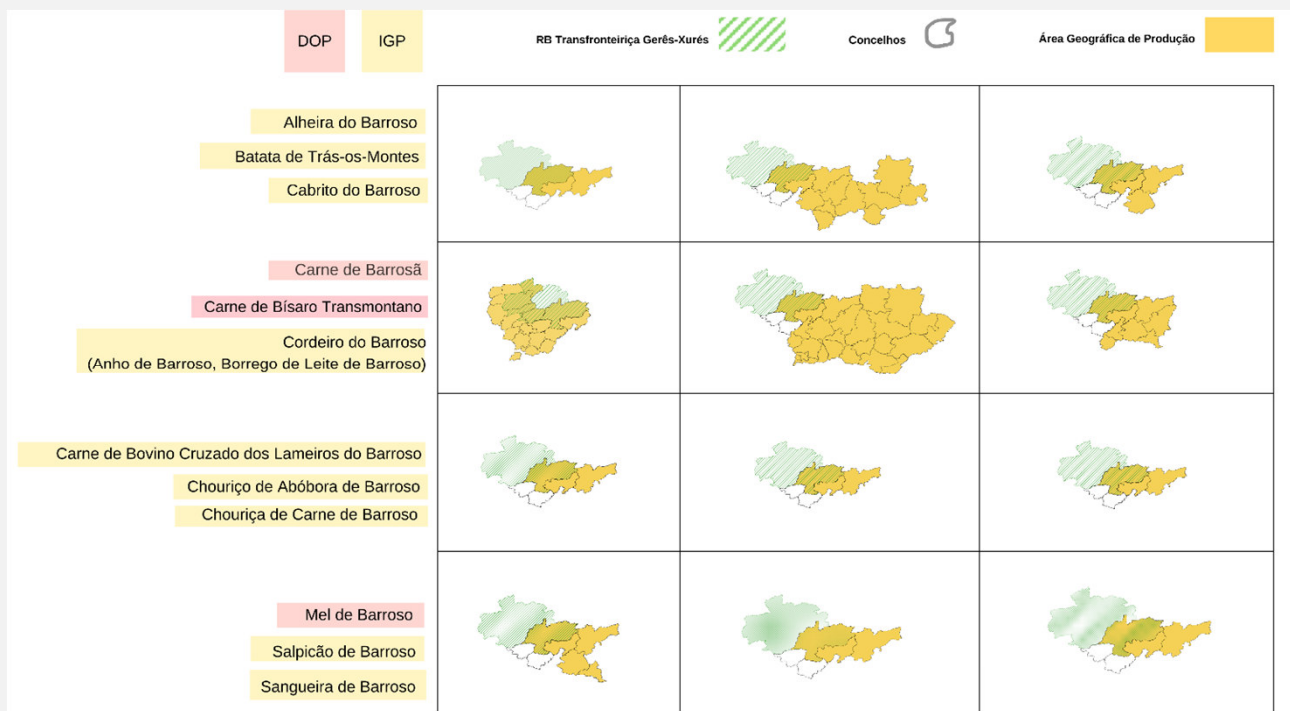 DOP
IGP
RB Transfronteiriça Gerês-Xurés
Concelhos
Área Geográfica de Produção
Alheira do Barroso
Batata de Trás-os-Montes
Cabrito do Barroso
Carne de Barrosã
Carne de Bísaro Transmontano
Cordeiro do Barroso
(Anho de Barroso, Borrego de Leite de Barroso)
Carne de Bovino Cruzado dos Lameiros do Barroso
Chouriço de Abóbora de Barroso
Chouriça de Carne de Barroso
Mel de Barroso
Salpicão de Barroso
Sangueira de Barroso